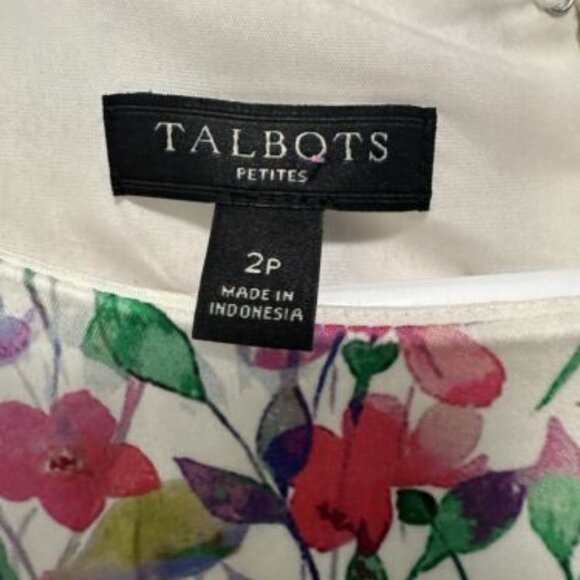 TALBOTS
PETITES
2P
MADE IN
INDONESIA